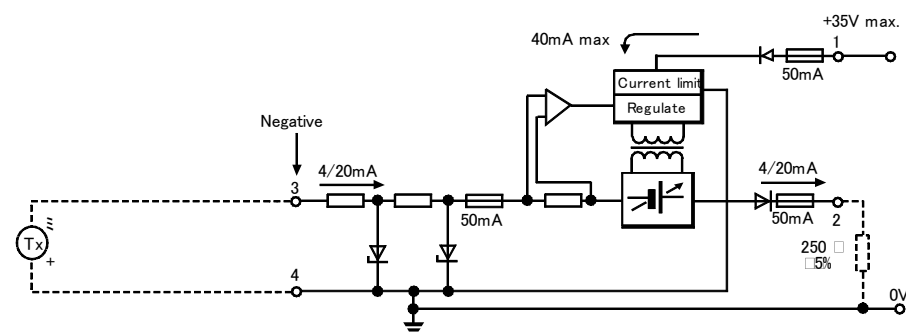 +35V max.
40mA max
1
50mA
Current limit
Regulate
Negative
4/20mA
3
50mA
4/20mA
50mA
2
Tx
+
4
250 □
□5%
0V